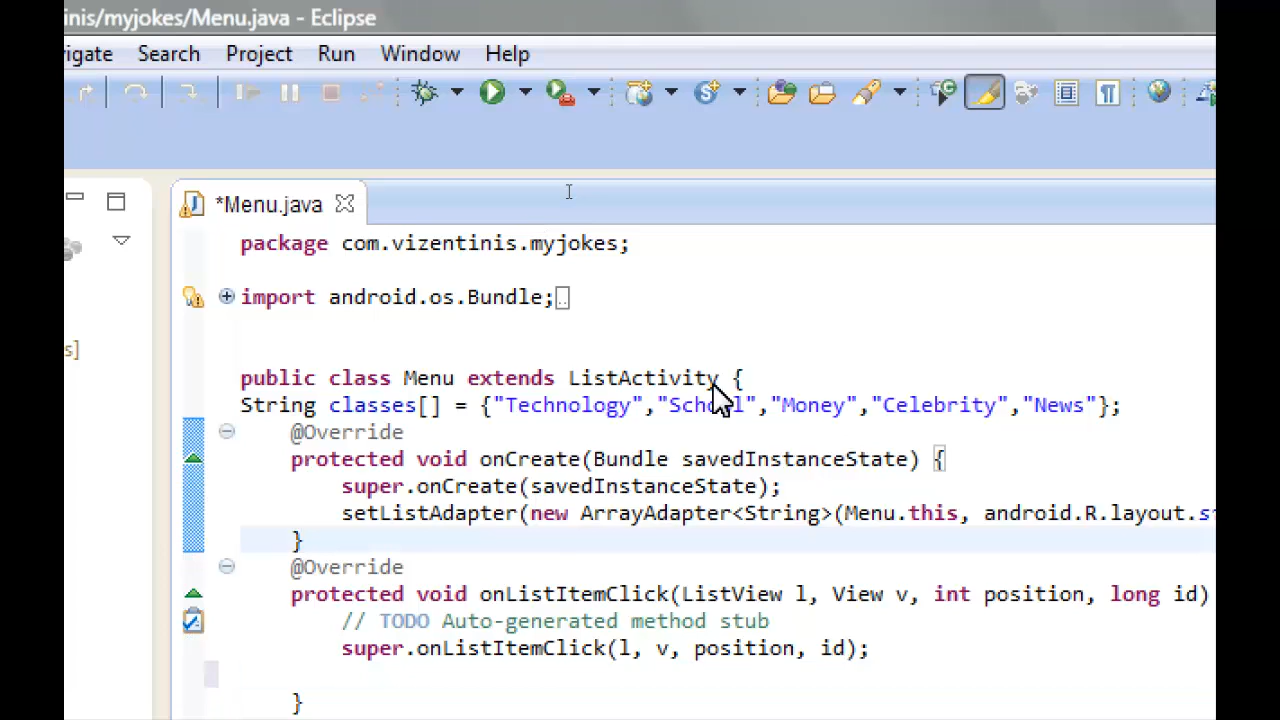 inis/myjokes/Menu.java - Eclipse
igate Search Project Run Window Help
*Menu.java
package com.vizentinis.myjokes;
import android.os.Bundle;
s]
public class Menu extends ListActivity {
String classes[] = {"Technology","School","Money","Celebrity","News"};
@Override
protected void onCreate(Bundle savedInstanceState) {
super.onCreate(savedInstanceState);
setListAdapter(new ArrayAdapter<String>(Menu.this, android.R.layout.s
}
@Override
protected void onListItemClick(ListView l, View v, int position, long id)
// TODO Auto-generated method stub
super.onListItemClick(l, v, position, id);
}